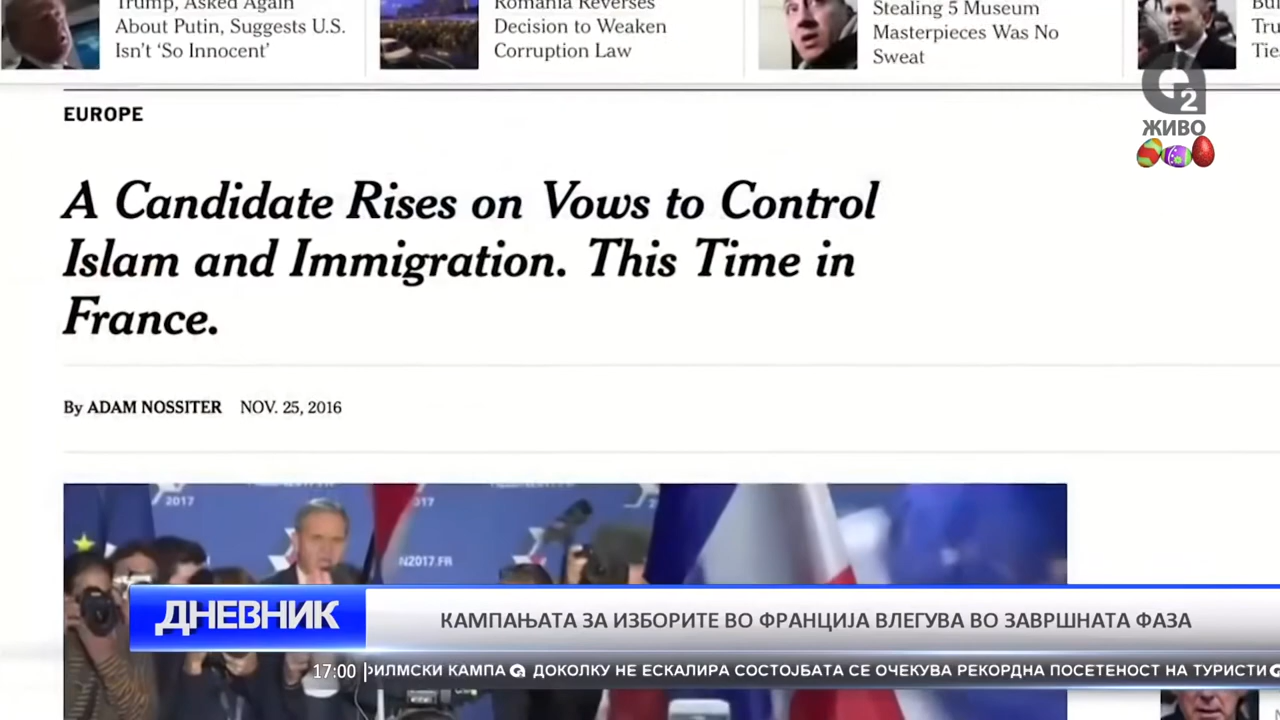 Trump, Asked Again
About Putin, Suggests U.S.
Isn't ‘So Innocent’
Romania Reverses
Decision to Weaken
Corruption Law
Stealing 5 Museum
Masterpieces Was No
Sweat
2
ЖИВО
EUROPE
A Candidate Rises on Vows to Control
Islam and Immigration. This Time in
France.
By ADAM NOSSITER NOV. 25, 2016
2017
N2017.FR
ДНЕВНИК
КАМПАЊАТА ЗА ИЗБОРИТЕ ВО ФРАНЦИЈА ВЛЕГУВА ВО ЗАВРШНАТА ФАЗА
17:00 КАМПА ДОКОЛКУ НЕ ЕСКАЛИРА СОСТОЈБАТА СЕ ОЧЕКУВА РЕКОРДНА ПОСЕТЕНОСТ НА ТУРИСТИ